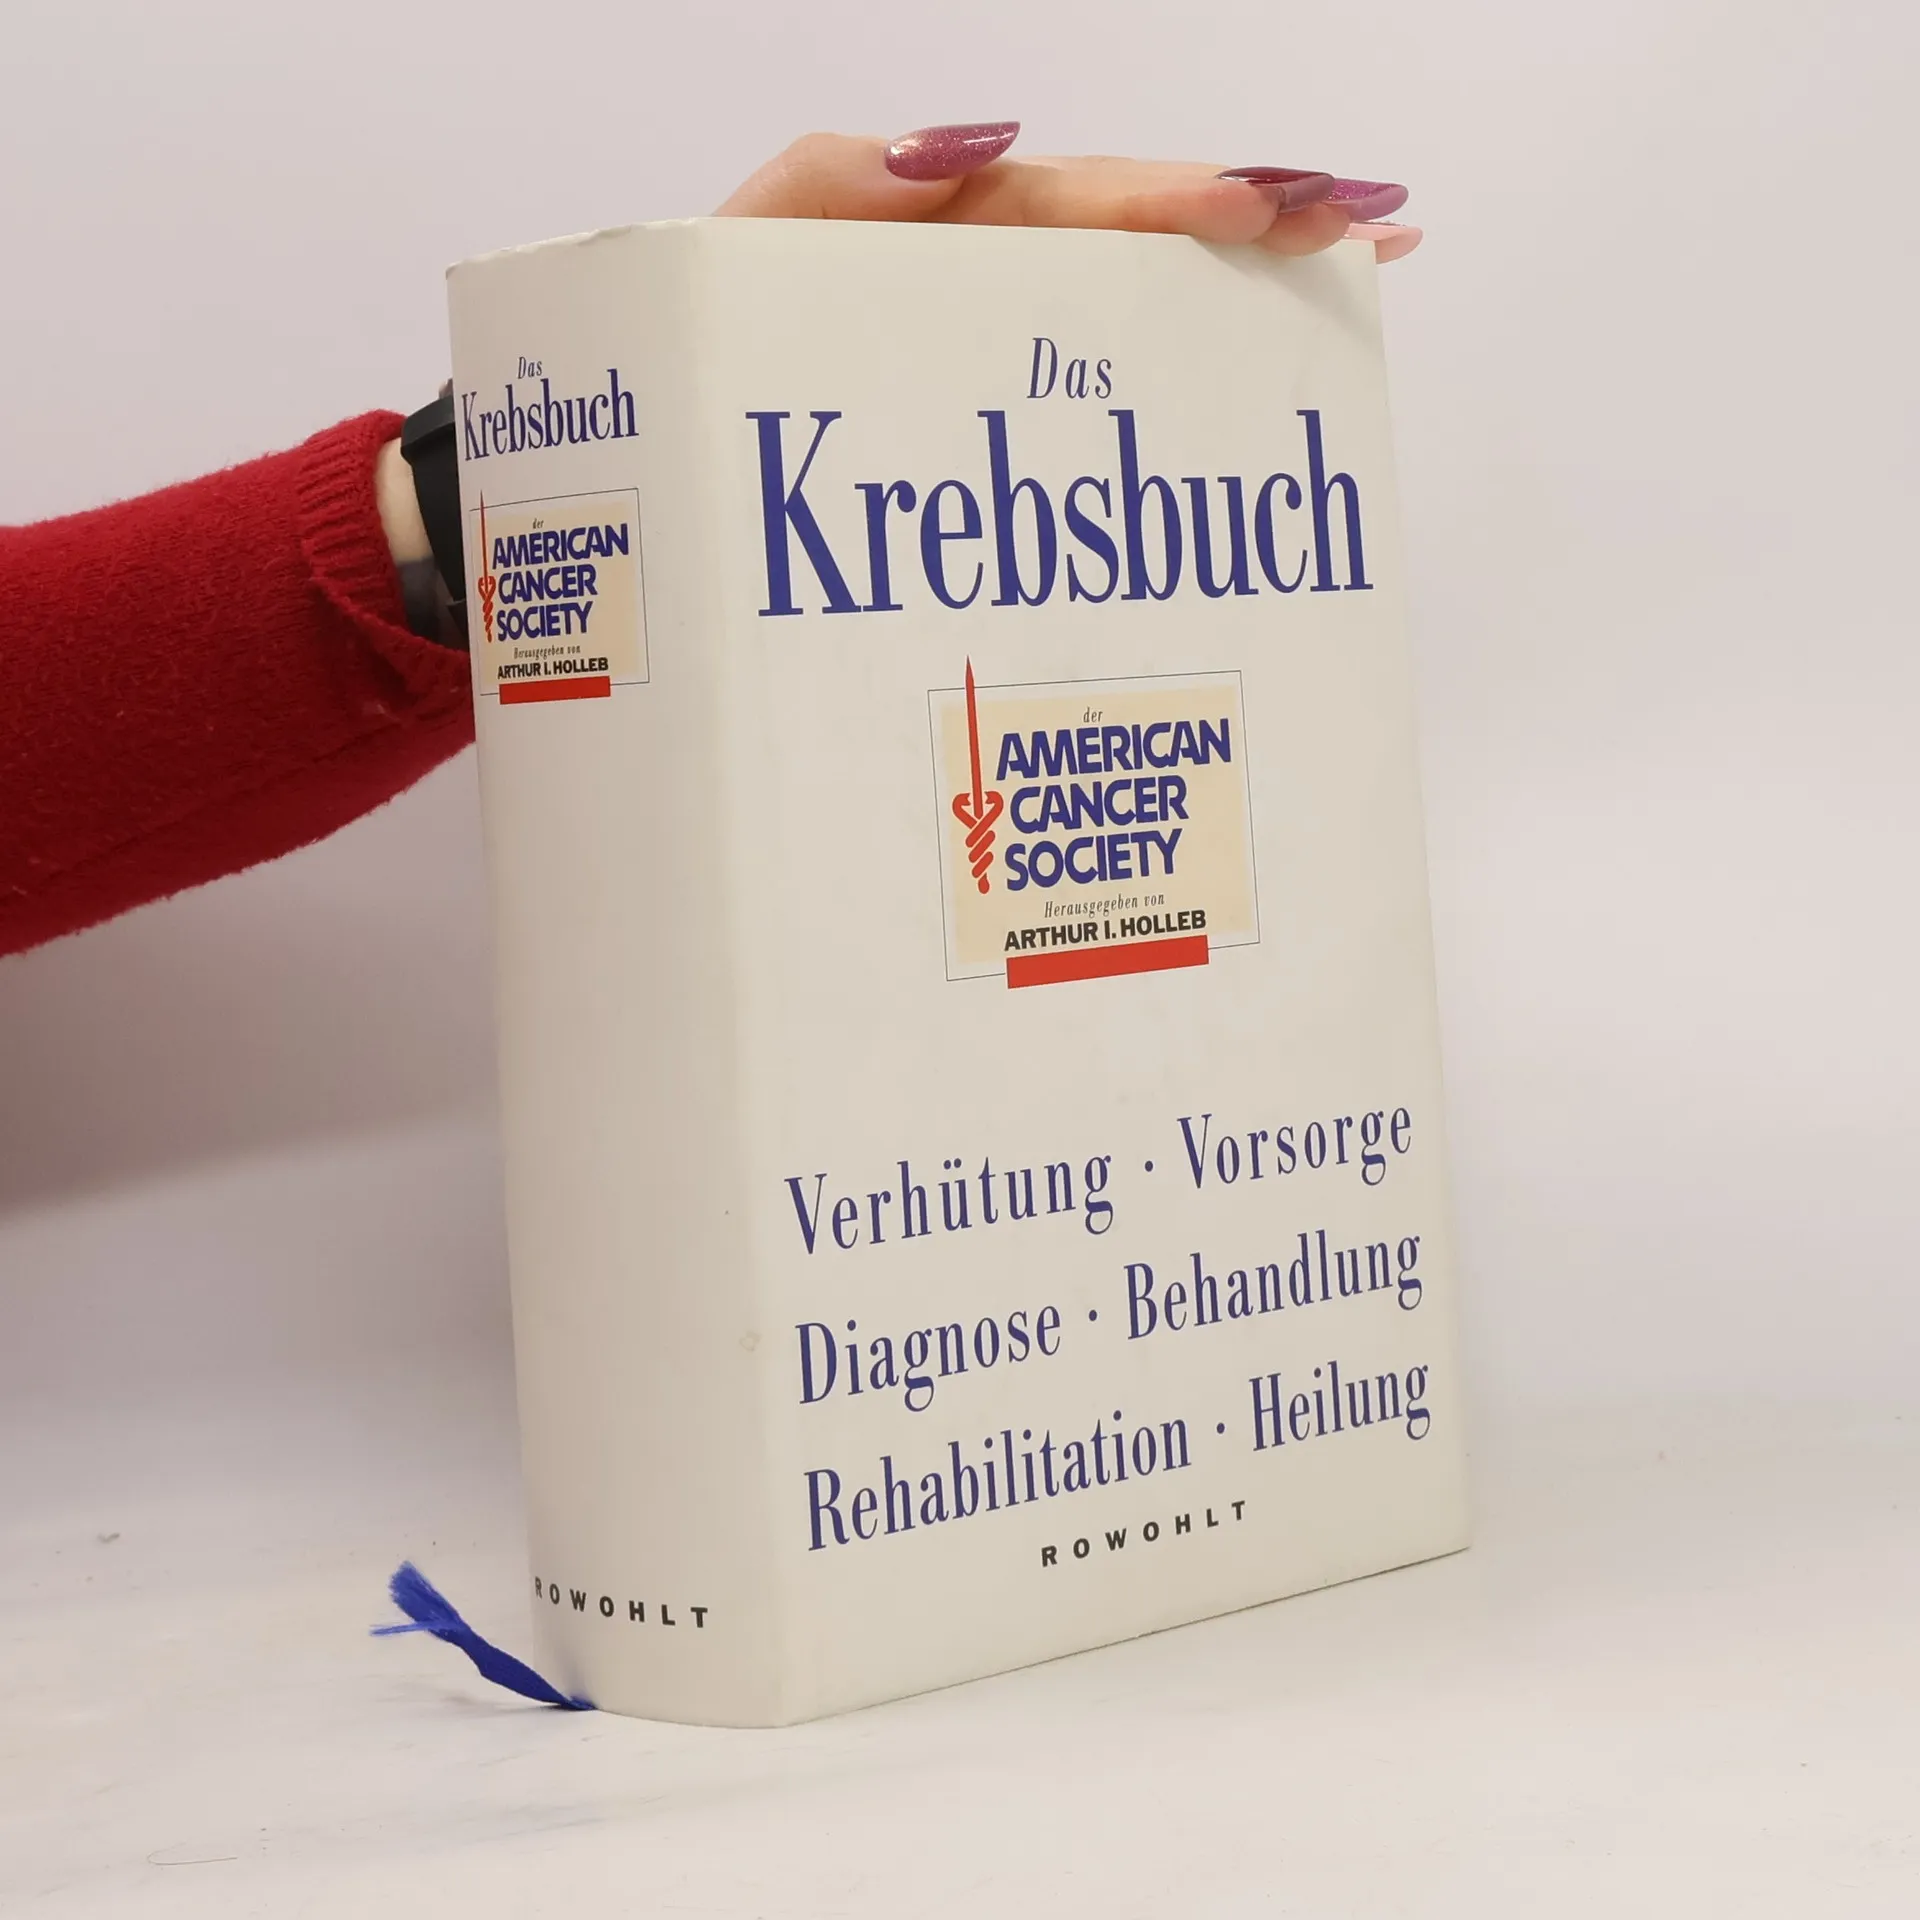 Das
Krebsbuch
der
AMERICAN
CANCER
SOCIETY
Herausgegeben von
ARTHUR I. HOLLEB
ROWOHLT
Das
Krebsbuch
der
AMERICAN
CANCER
SOCIETY
Herausgegeben von
ARTHUR I. HOLLEB
Verhütung · Vorsorge
Diagnose · Behandlung
Rehabilitation · Heilung
ROWOHLT